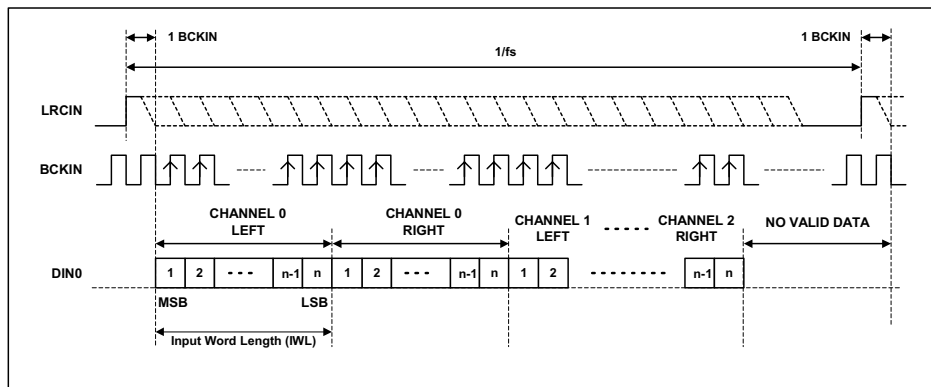 1 BCKIN
1 BCKIN
1/fs
LRCIN
BCKIN
CHANNEL 0 LEFT
CHANNEL 0 RIGHT
CHANNEL 1 LEFT
CHANNEL 2 RIGHT
NO VALID DATA
DIN0
1 2 n-1 n 1 2 n-1 n 1 2 n-1 n
MSB
LSB
Input Word Length (IWL)